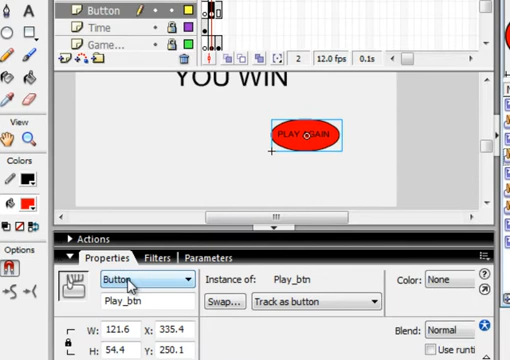 Button
Time
Game...
2 12.0 fps 0.1s
View
Colors
Options
YOU WIN
PLAY AGAIN
Actions
Properties Filters Parameters
Button
Instance of: Play_btn
Color: None
Play_btn
Swap...
Track as button
W: 121.6 X: 335.4
Blend: Normal
H: 54.4 Y: 250.1
Use runti